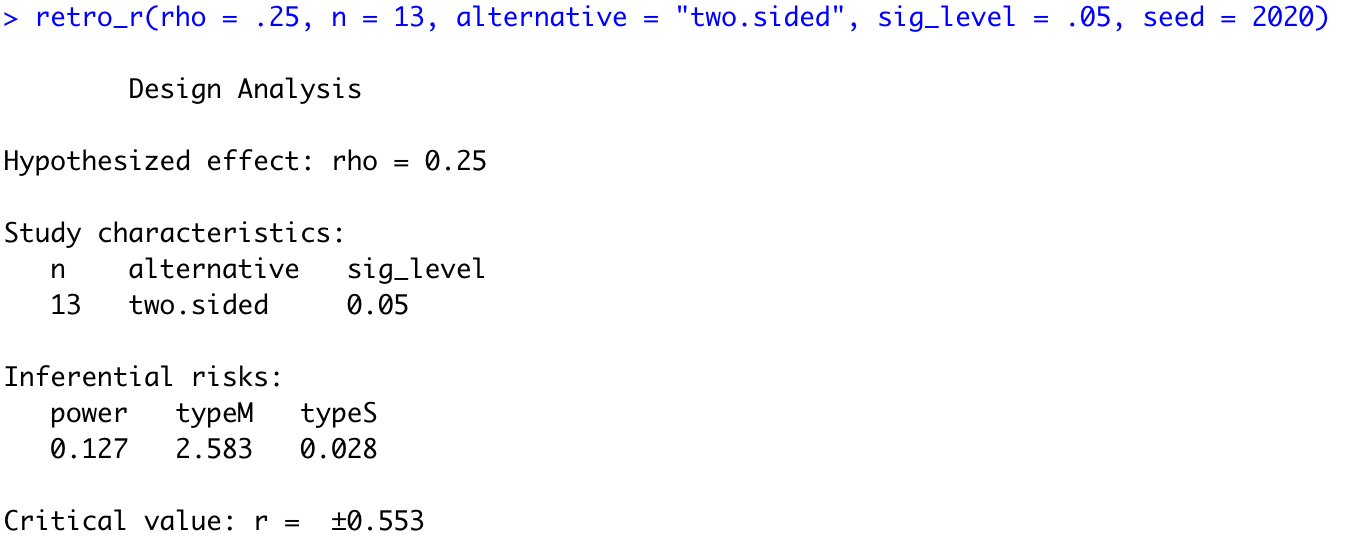 > retro_r(rho = .25, n = 13, alternative = "two.sided", sig_level = .05, seed = 2020)
Design Analysis
Hypothesized effect: rho = 0.25
Study characteristics:
n alternative sig_level
13 two.sided 0.05
Inferential risks:
power typeM typeS
0.127 2.583 0.028
Critical value: r = ±0.553